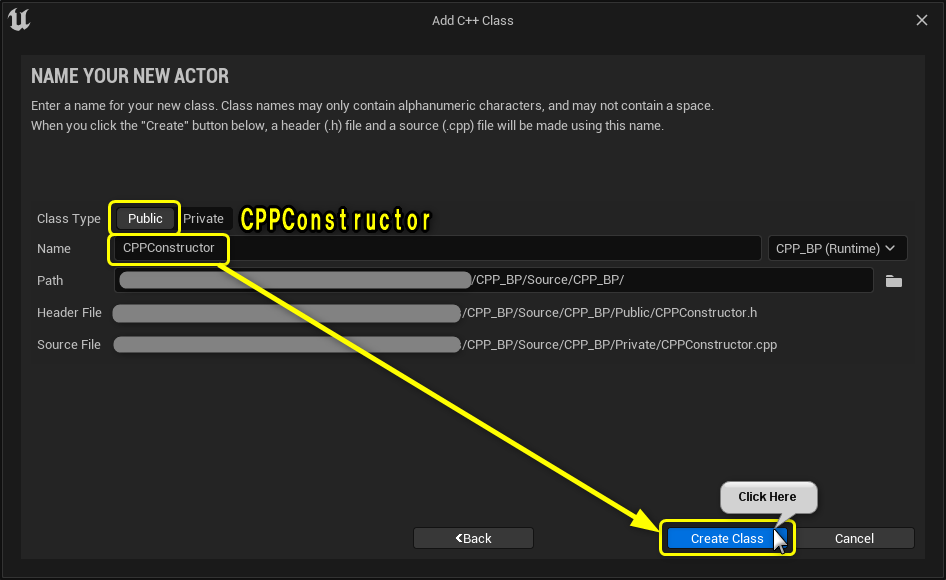 Add C++ Class
NAME YOUR NEW ACTOR
Enter a name for your new class. Class names may only contain alphanumeric characters, and may not contain a space.
When you click the "Create" button below, a header (.h) file and a source (.cpp) file will be made using this name.
Class Type Public Private CPPConstructor
Name CPPConstructor CPP_BP (Runtime)
Path /CPP_BP/Source/CPP_BP/
Header File /CPP_BP/Source/CPP_BP/Public/CPPConstructor.h
Source File /CPP_BP/Source/CPP_BP/Private/CPPConstructor.cpp
Click Here
Back Create Class Cancel